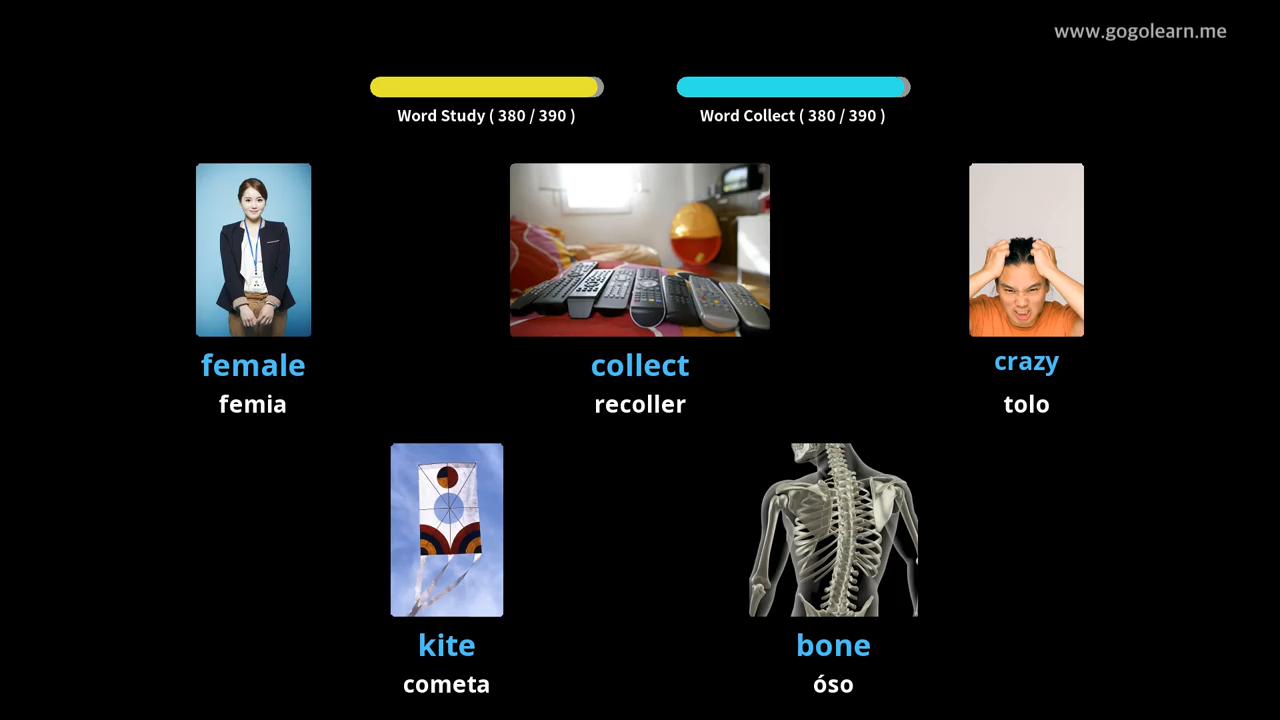 www.gogolearn.me
Word Study ( 380 / 390 )
Word Collect ( 380 / 390 )
female
femia
collect
recoller
crazy
tolo
kite
cometa
bone
óso